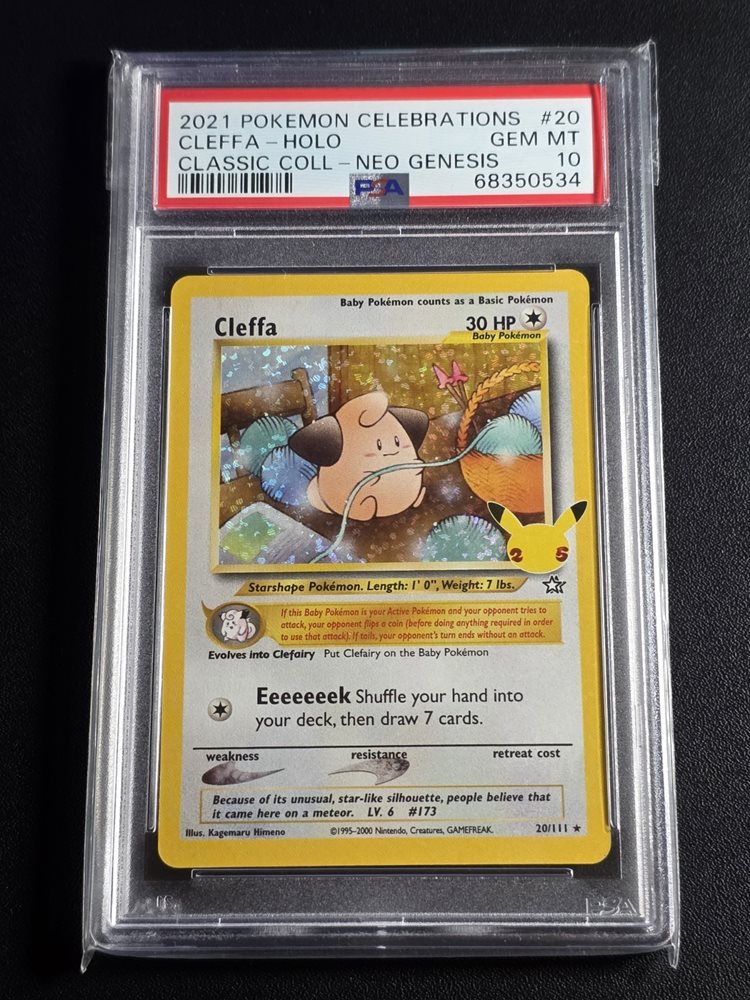 2021 POKEMON CELEBRATIONS #20
CLEFFA - HOLO GEM MT
CLASSIC COLL - NEO GENESIS 10
PSA 68350534
Baby Pokémon counts as a Basic Pokémon
Cleffa 30 HP
Baby Pokémon
25
Starshape Pokémon. Length: 1' 0", Weight: 7 lbs.
If this Baby Pokémon is your Active Pokémon and your opponent tries to
attack, your opponent flips a coin (before doing anything required in order
to use that attack). If tails, your opponent's turn ends without an attack.
Evolves into Clefairy Put Clefairy on the Baby Pokémon
Eeeeeeek Shuffle your hand into
your deck, then draw 7 cards.
weakness resistance retreat cost
Because of its unusual, star-like silhouette, people believe that
it came here on a meteor. LV. 6 #173
Illus. Kagemaru Himeno ©1995-2000 Nintendo, Creatures, GAMEFREAK. 20/111 ★
PSA